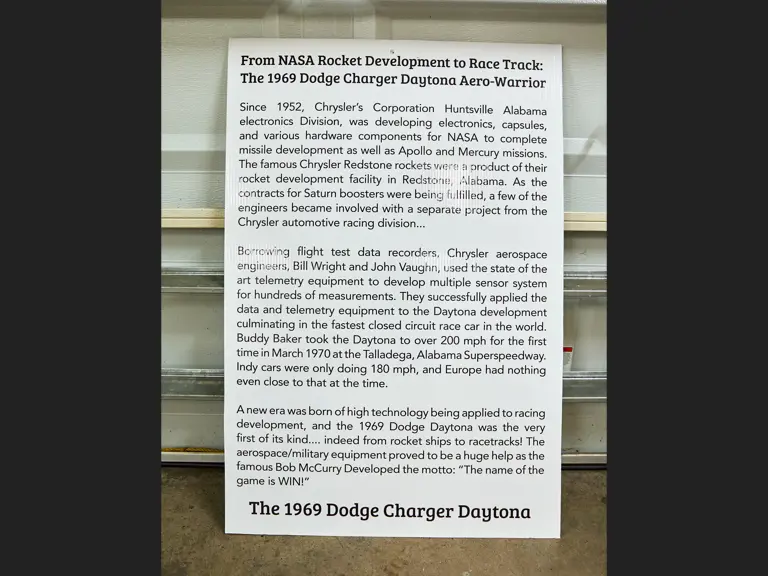 From NASA Rocket Development to Race Track:
The 1969 Dodge Charger Daytona Aero-Warrior
Since 1952, Chrysler's Corporation Huntsville Alabama
electronics Division, was developing electronics, capsules,
and various hardware components for NASA to complete
missile development as well as Apollo and Mercury missions.
The famous Chrysler Redstone rockets were a product of their
rocket development facility in Redstone, Alabama. As the
contracts for Saturn boosters were being fulfilled, a few of the
engineers became involved with a separate project from the
Chrysler automotive racing division...
Borrowing flight test data recorders, Chrysler aerospace
engineers, Bill Wright and John Vaughn, used the state of the
art telemetry equipment to develop multiple sensor system
for hundreds of measurements. They successfully applied the
data and telemetry equipment to the Daytona development
culminating in the fastest closed circuit race car in the world.
Buddy Baker took the Daytona to over 200 mph for the first
time in March 1970 at the Talladega, Alabama Superspeedway.
Indy cars were only doing 180 mph, and Europe had nothing
even close to that at the time.
A new era was born of high technology being applied to racing
development, and the 1969 Dodge Daytona was the very
first of its kind.... indeed from rocket ships to racetracks! The
aerospace/military equipment proved to be a huge help as the
famous Bob McCurry Developed the motto: "The name of the
game is WIN!"
The 1969 Dodge Charger Daytona